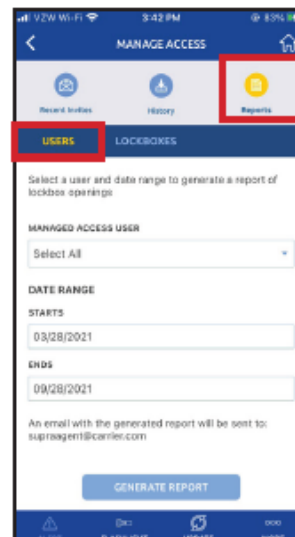 VZW Wi-Fi 3:42 PM 83%
MANAGE ACCESS
Recent Invites History Reports
USERS LOCKBOXES
Select a user and date range to generate a report of
lockbox openings
MANAGED ACCESS USER
Select All
DATE RANGE
STARTS
03/28/2021
ENDS
09/28/2021
An email with the generated report will be sent to:
supraagent@carrier.com
GENERATE REPORT